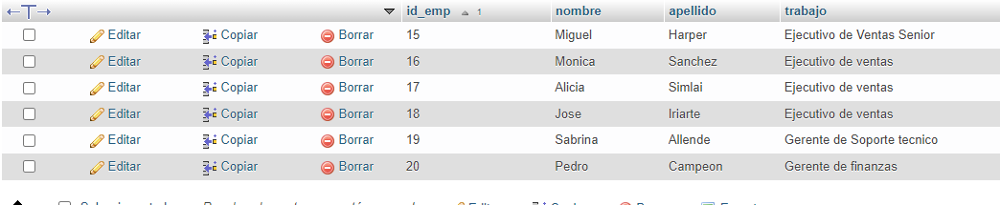 id_emp 1 nombre apellido trabajo
Editar Copiar Borrar 15 Miguel Harper Ejecutivo de Ventas Senior
Editar Copiar Borrar 16 Monica Sanchez Ejecutivo de ventas
Editar Copiar Borrar 17 Alicia Simlai Ejecutivo de ventas
Editar Copiar Borrar 18 Jose Iriarte Ejecutivo de ventas
Editar Copiar Borrar 19 Sabrina Allende Gerente de Soporte tecnico
Editar Copiar Borrar 20 Pedro Campeon Gerente de finanzas